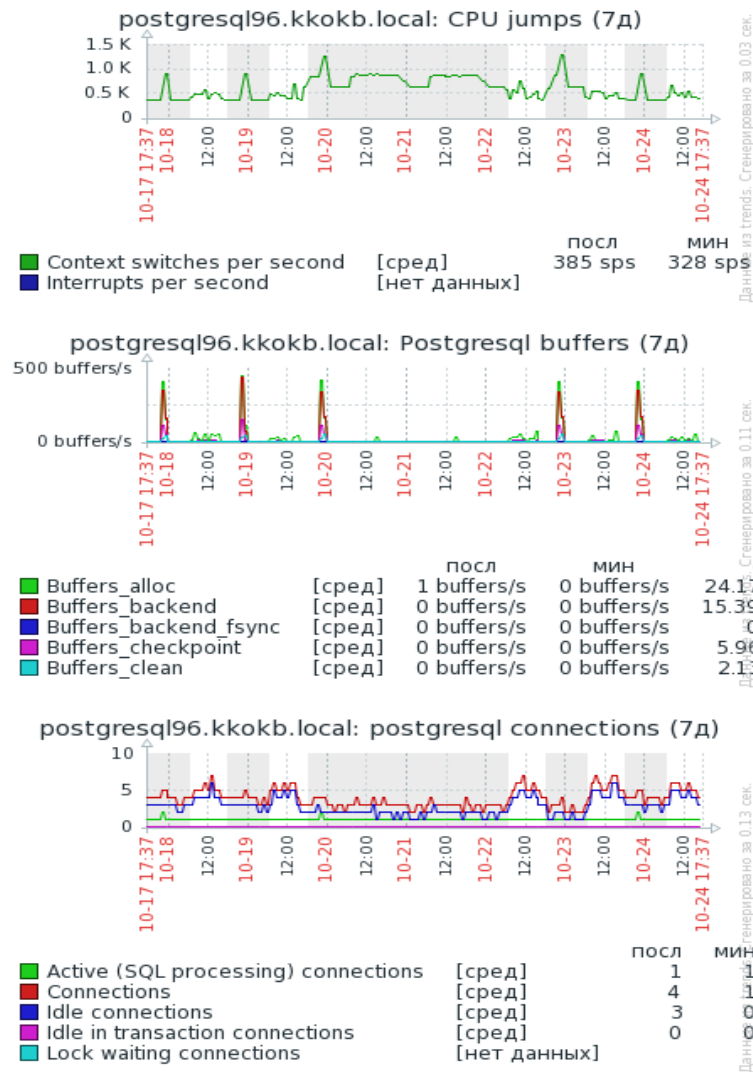 postgresql96.kkokb.local: CPU jumps (7д)
1.5 K
1.0 K
0.5 K
0
10-17 17:37
10-18
12:00
10-19
12:00
10-20
12:00
10-21
12:00
10-22
12:00
10-23
12:00
10-24
12:00
10-24 17:37
посл мин
Context switches per second [сред] 385 sps 328 sps
Interrupts per second [нет данных]
Данные из trends. Сгенерировано за 0.03 сек.
postgresql96.kkokb.local: Postgresql buffers (7д)
500 buffers/s
0 buffers/s
10-17 17:37
10-18
12:00
10-19
12:00
10-20
12:00
10-21
12:00
10-22
12:00
10-23
12:00
10-24
12:00
10-24 17:37
посл мин
Buffers_alloc [сред] 1 buffers/s 0 buffers/s 24.1
Buffers_backend [сред] 0 buffers/s 0 buffers/s 15.39
Buffers_backend_fsync [сред] 0 buffers/s 0 buffers/s 0
Buffers_checkpoint [сред] 0 buffers/s 0 buffers/s 5.96
Buffers_clean [сред] 0 buffers/s 0 buffers/s 2.1
Сгенерировано за 0.11 сек.
postgresql96.kkokb.local: postgresql connections (7д)
10
5
0
10-17 17:37
10-18
12:00
10-19
12:00
10-20
12:00
10-21
12:00
10-22
12:00
10-23
12:00
10-24
12:00
10-24 17:37
посл мин
Active (SQL processing) connections [сред] 1 1
Connections [сред] 4 1
Idle connections [сред] 3 0
Idle in transaction connections [сред] 0 0
Lock waiting connections [нет данных]
Сгенерировано за 0.13 сек.